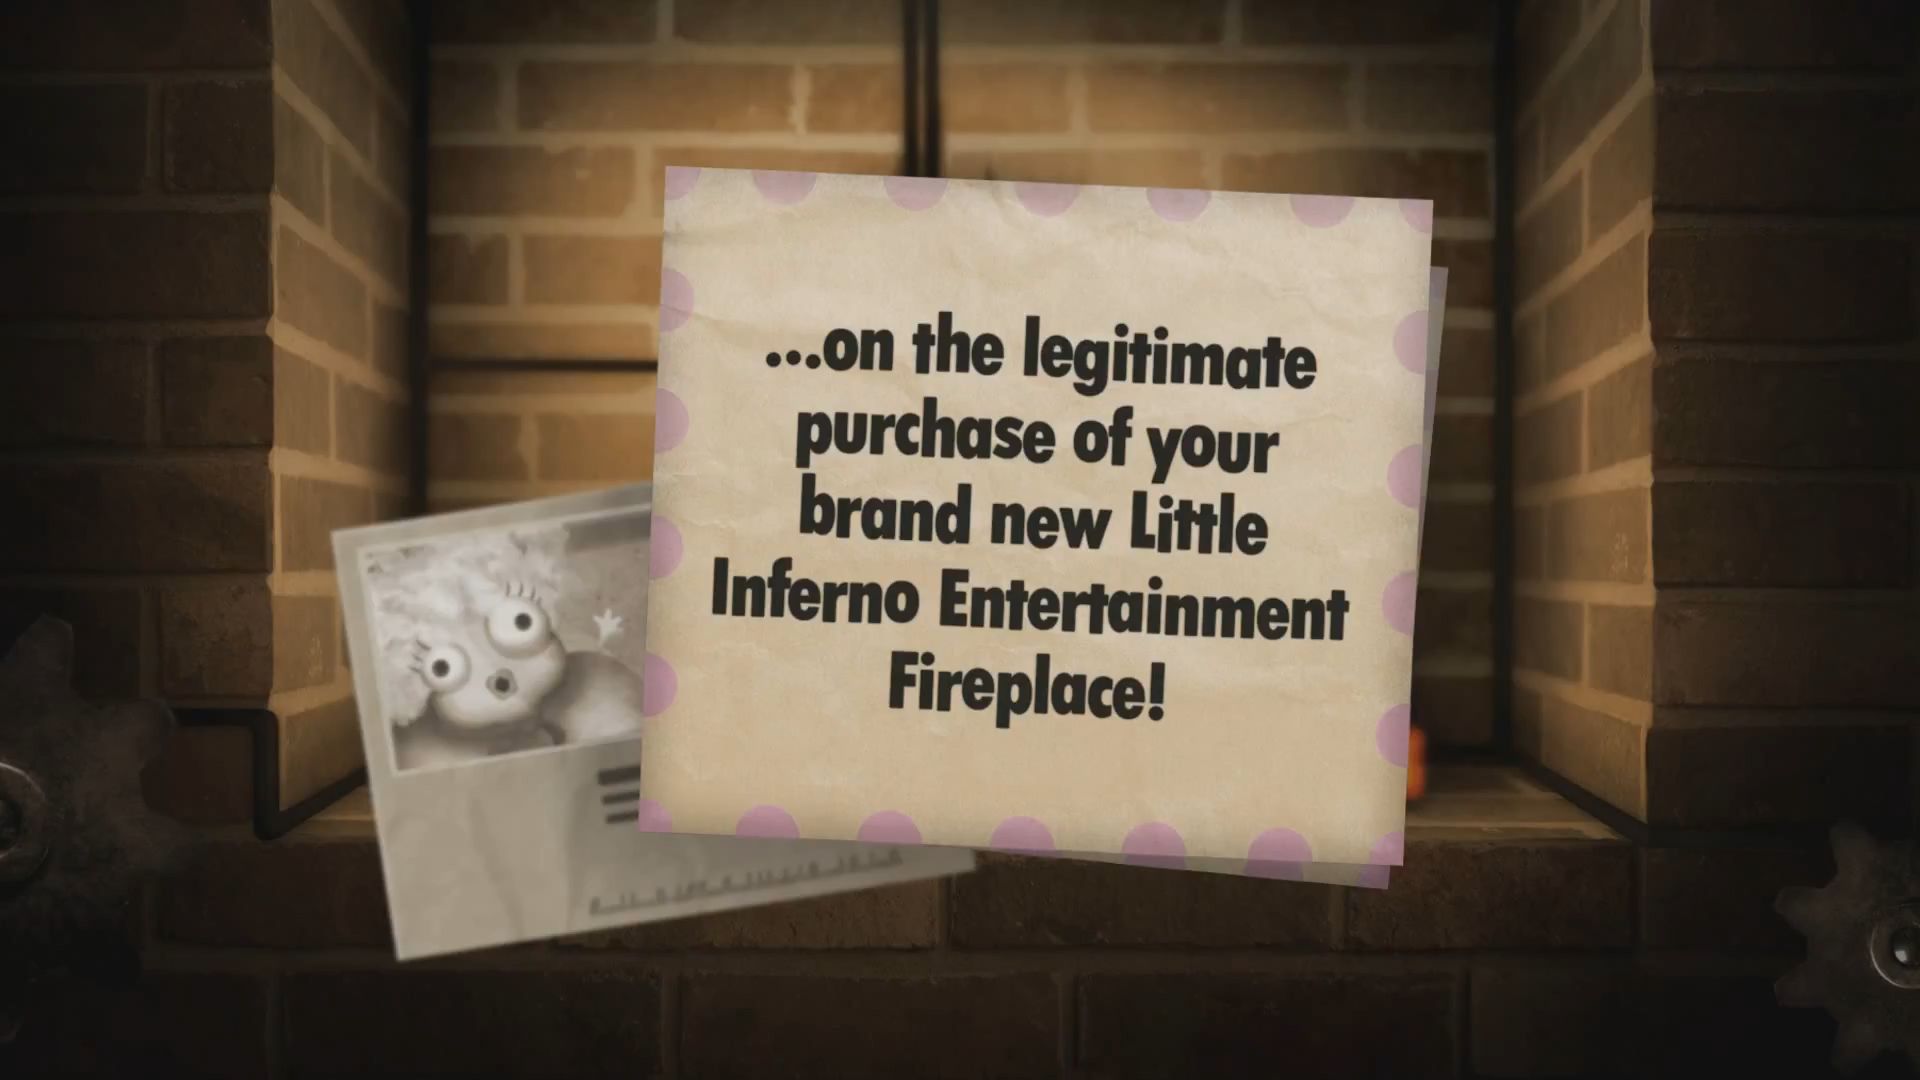 ...on the legitimate
purchase of your
brand new Little
Inferno Entertainment
Fireplace!